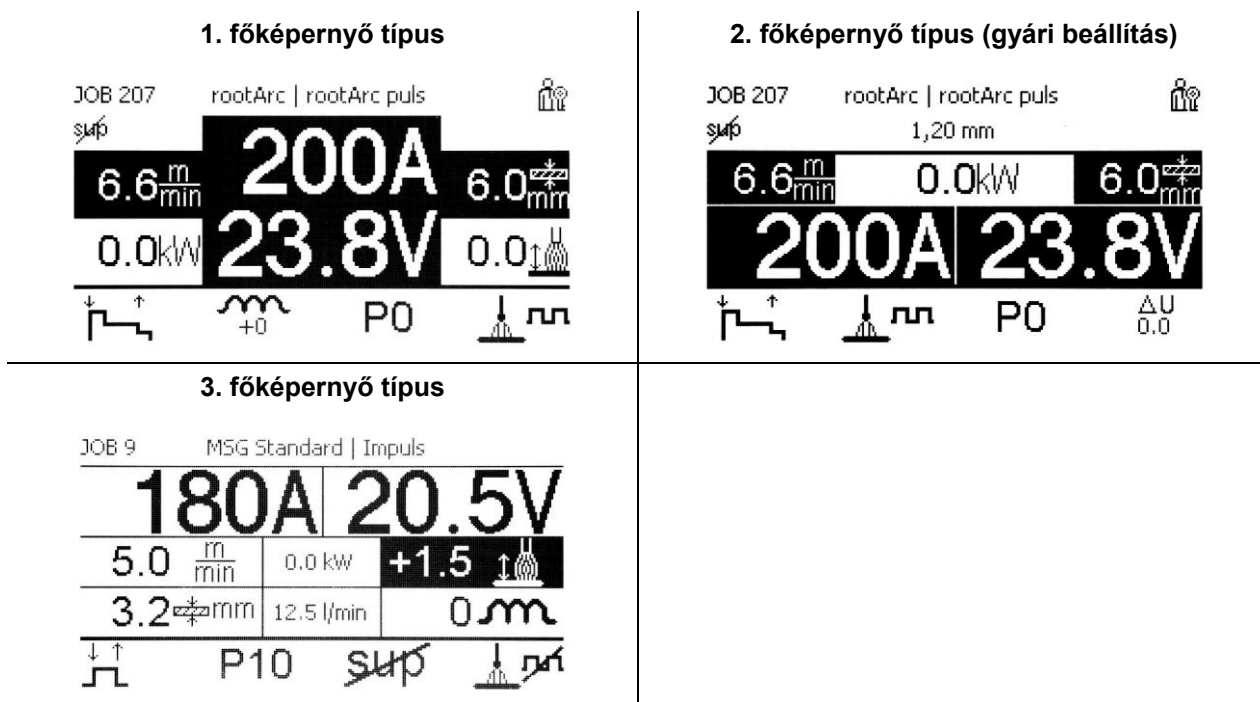 1. főképernyő típus
JOB 207 rootArc | rootArc puls
sup
200A
6.6 m/min 6.0 mm
23.8V
0.0kW 0.0
+0 P0
2. főképernyő típus (gyári beállítás)
JOB 207 rootArc | rootArc puls
sup 1,20 mm
6.6 m/min 0.0kW 6.0 mm
200A 23.8V
P0 ΔU
0.0
3. főképernyő típus
JOB 9 MSG Standard | Impuls
180A 20.5V
5.0 m/min 0.0 kW +1.5
3.2 mm 12.5 l/min 0
P10 sup